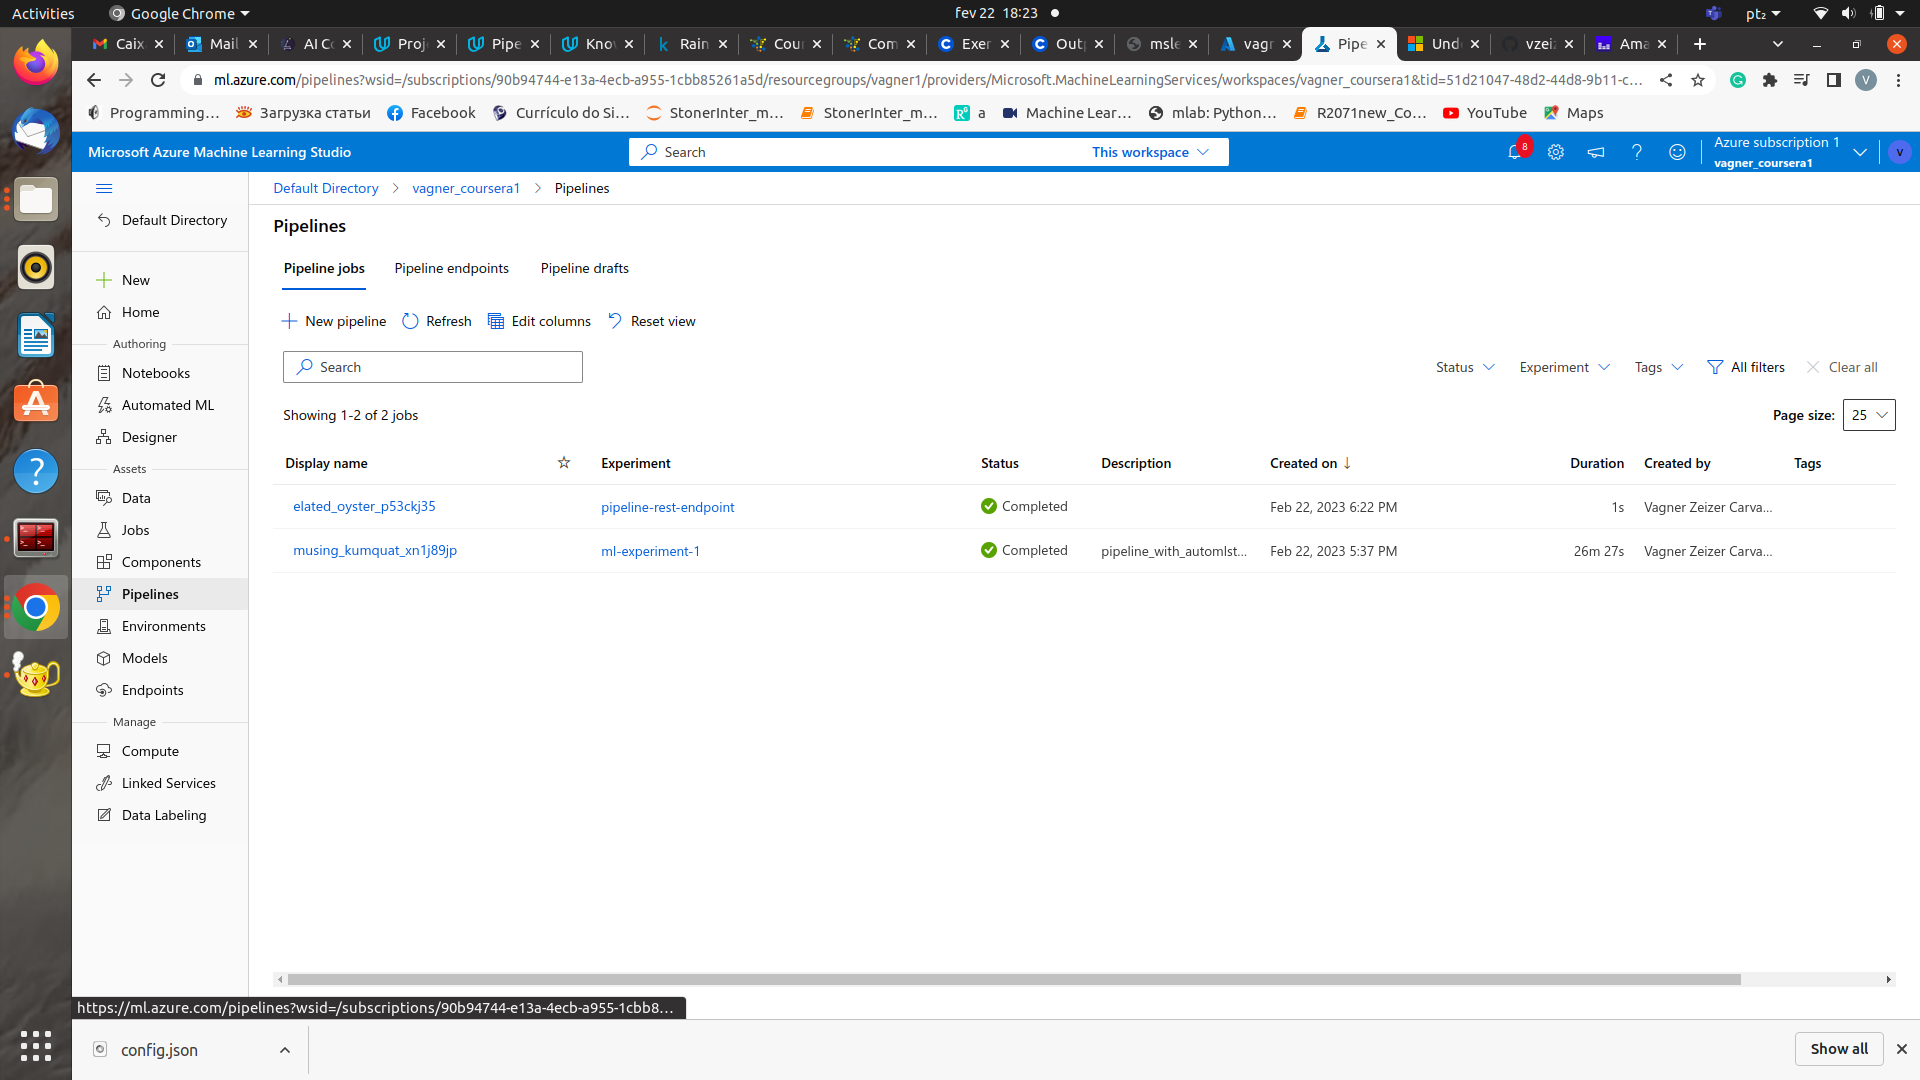 Activities Google Chrome fev 22 18:23 pt₂
Caix Mail AI Co Proj Pipe Kno Rain Cour Com Exer Outp msle vagr Pipe Und vzeiz Ama
ml.azure.com/pipelines?wsid=/subscriptions/90b94744-e13a-4ecb-a955-1cbb85261a5d/resourcegroups/vagner1/providers/Microsoft.MachineLearningServices/workspaces/vagner_coursera1&tid=51d21047-48d2-44d8-9b11-c... V
Programming... Загрузка статьи Facebook Currículo do Si... StonerInter_m... StonerInter_m... a Machine Lear... mlab: Python... R2071new_Co... YouTube Maps
Microsoft Azure Machine Learning Studio Search This workspace 8 Azure subscription 1
vagner_coursera1 V
Default Directory vagner_coursera1 Pipelines
Default Directory
New
Home
Authoring
Notebooks
Automated ML
Designer
Assets
Data
Jobs
Components
Pipelines
Environments
Models
Endpoints
Manage
Compute
Linked Services
Data Labeling
Pipelines
Pipeline jobs Pipeline endpoints Pipeline drafts
New pipeline Refresh Edit columns Reset view
Search Status Experiment Tags All filters Clear all
Showing 1-2 of 2 jobs Page size: 25
Display name Experiment Status Description Created on ↓ Duration Created by Tags
elated_oyster_p53ckj35 pipeline-rest-endpoint Completed Feb 22, 2023 6:22 PM 1s Vagner Zeizer Carva...
musing_kumquat_xn1j89jp ml-experiment-1 Completed pipeline_with_automlst... Feb 22, 2023 5:37 PM 26m 27s Vagner Zeizer Carva...
https://ml.azure.com/pipelines?wsid=/subscriptions/90b94744-e13a-4ecb-a955-1cbb8...
config.json Show all